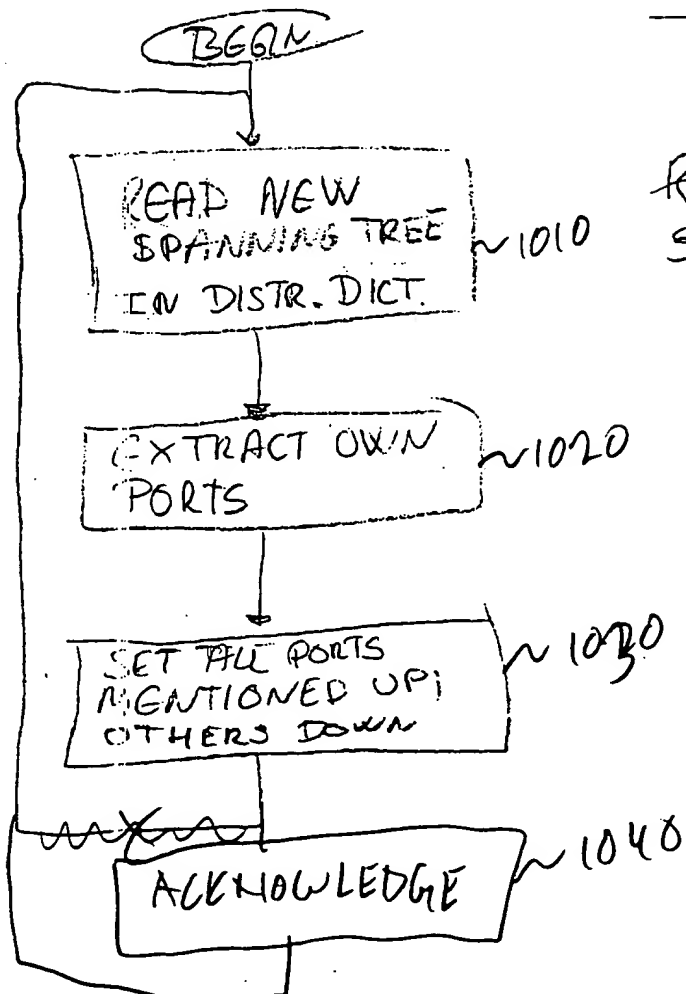 BEGIN
READ NEW
SPANNING TREE
IN DISTR. DICT.
~1010
EXTRACT OWN
PORTS
~1020
SET ALL PORTS
MENTIONED UP;
OTHERS DOWN
~1030
ACKNOWLEDGE
~1040